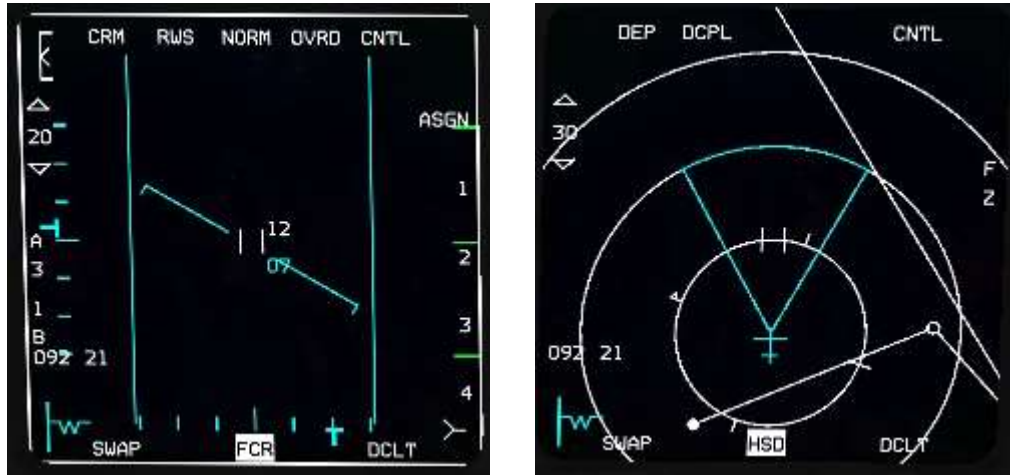 CRM RWS NORM OVRD CNTL
20
ASGN
1
12
A
2
07
3
3
1
B
092 21
4
SWAP FCR DCLT
DEP DCPL CNTL
30
F
Z
092 21
SWAP HSD DCLT